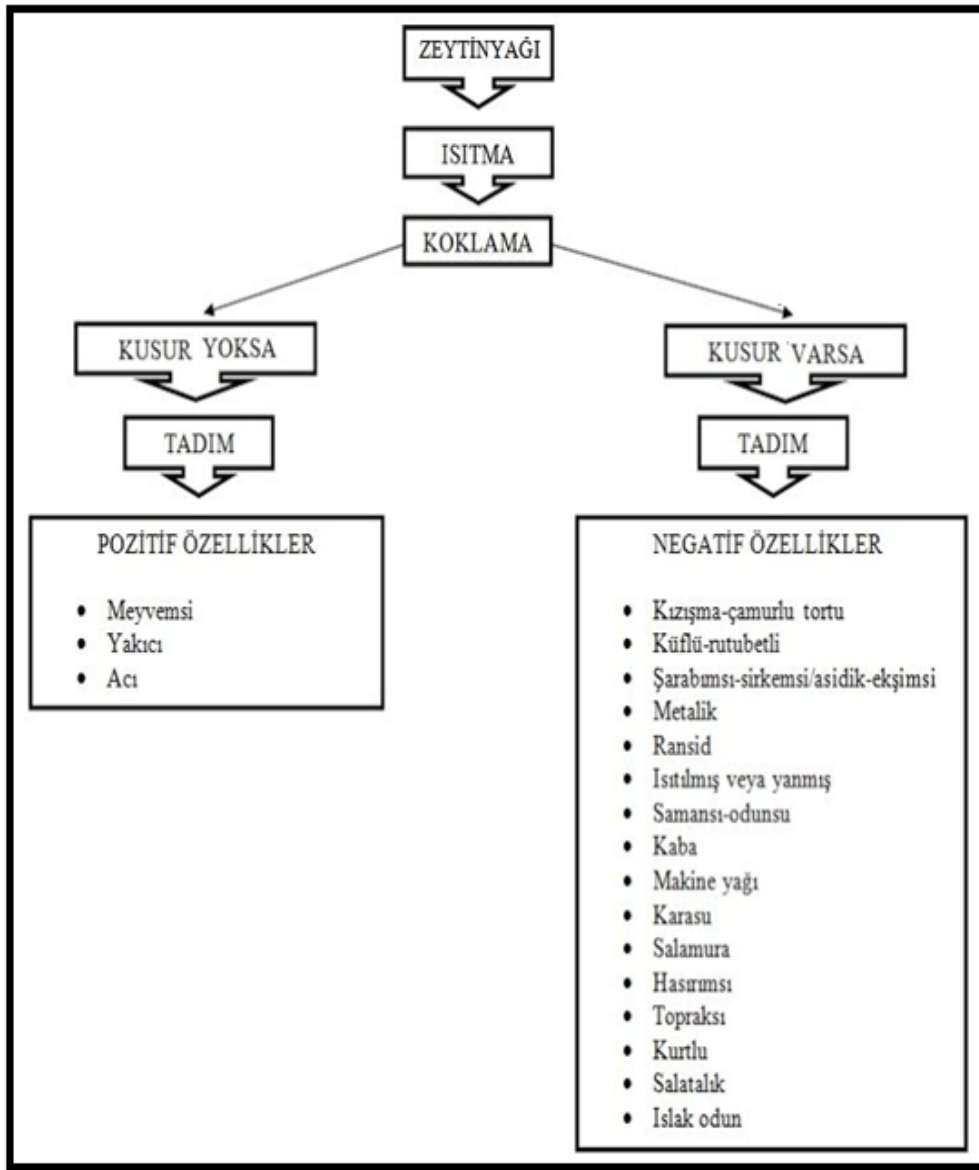 ZEYTİNYAĞI
ISITMA
KOKLAMA
KUSUR YOKSA
TADIM
POZİTİF ÖZELLİKLER
• Meyvemsi
• Yakıcı
• Acı
KUSUR VARSA
TADIM
NEGATİF ÖZELLİKLER
• Kızışma-çamurlu tortu
• Küflü-rutubetli
• Şarabımsı-sirkemsi/asidik-ekşimsi
• Metalik
• Ransid
• Isıtılmış veya yanmış
• Samansı-odunsu
• Kaba
• Makine yağı
• Karasu
• Salamura
• Hasırımsı
• Topraksı
• Kurtlu
• Salatalık
• Islak odun